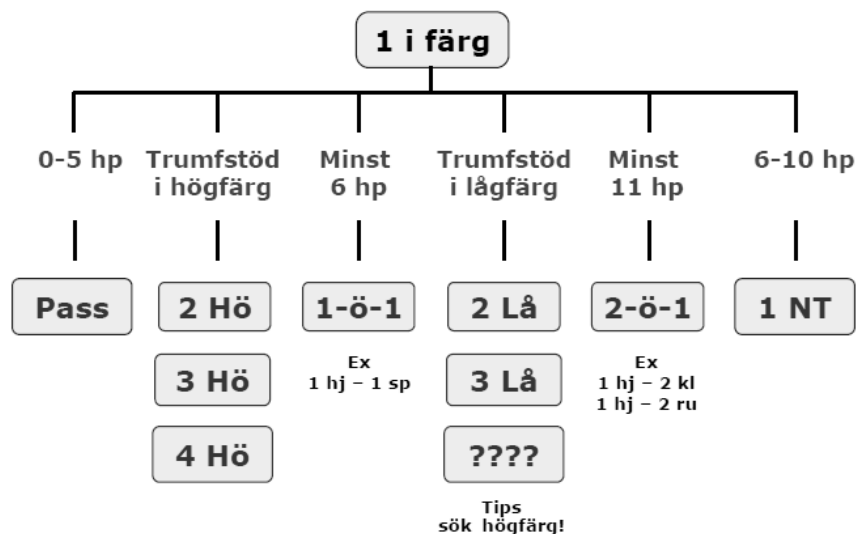 1 i färg
0-5 hp
Trumfstöd
i högfärg
Minst
6 hp
Trumfstöd
i lågfärg
Minst
11 hp
6-10 hp
Pass
2 Hö
1-ö-1
2 Lå
2-ö-1
1 NT
Ex
1 hj – 1 sp
Ex
1 hj – 2 kl
1 hj – 2 ru
3 Hö
3 Lå
4 Hö
????
Tips
sök högfärg!